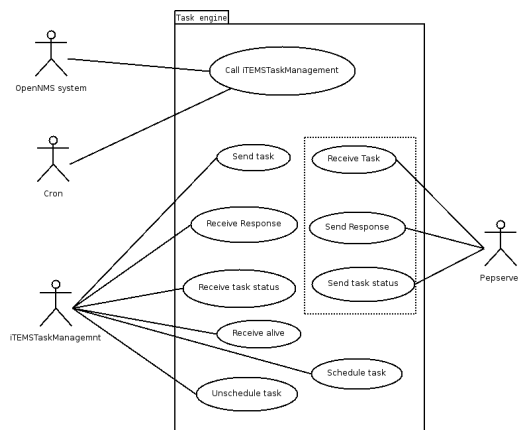 Task engine
OpenNMS system
Call iTEMSTaskManagement
Cron
Send task
Receive Task
Receive Response
Send Response
Pepserve
Receive task status
Send task status
iTEMSTaskManagemnt
Receive alive
Schedule task
Unschedule task